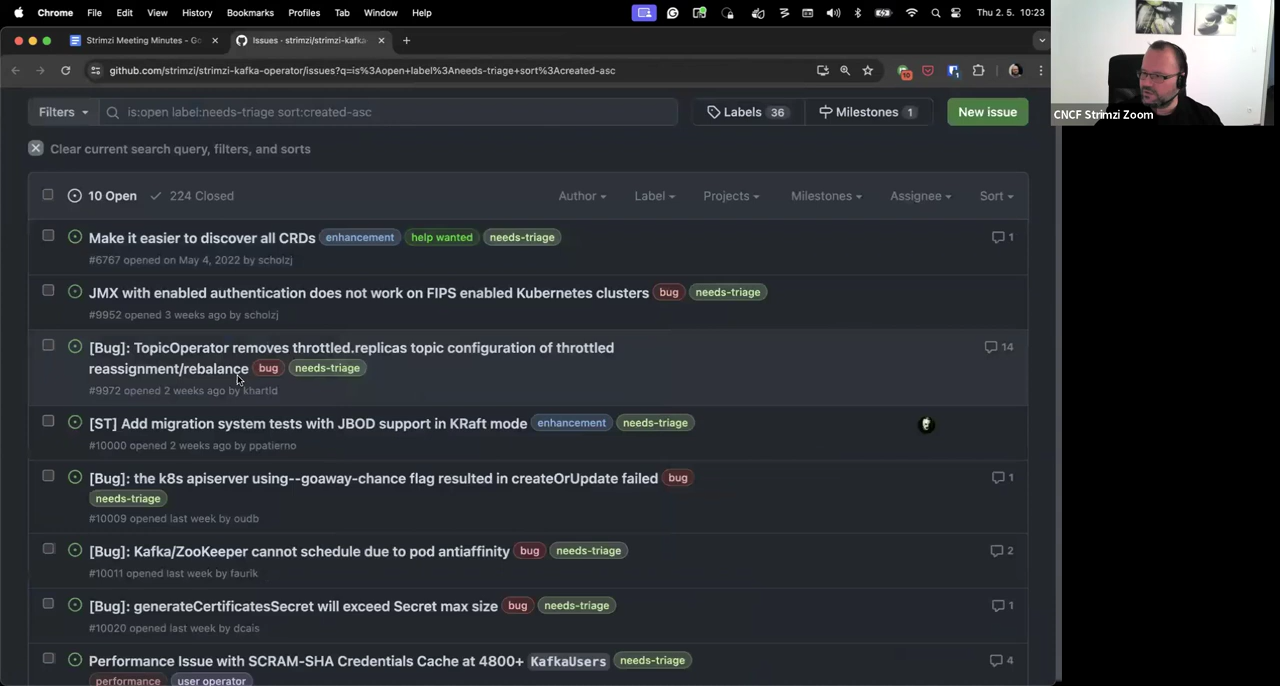 Chrome File Edit View History Bookmarks Profiles Tab Window Help Thu 2. 5. 10:23
Strimzi Meeting Minutes - Go
Issues · strimzi/strimzi-kafka-
github.com/strimzi/strimzi-kafka-operator/issues?q=is%3Aopen+label%3Aneeds-triage+sort%3Acreated-asc
10
CNCF Strimzi Zoom
Filters is:open label:needs-triage sort:created-asc Labels 36 Milestones 1 New issue
Clear current search query, filters, and sorts
10 Open 224 Closed Author Label Projects Milestones Assignee Sort
Make it easier to discover all CRDs enhancement help wanted needs-triage 1
#6767 opened on May 4, 2022 by scholzj
JMX with enabled authentication does not work on FIPS enabled Kubernetes clusters bug needs-triage
#9952 opened 3 weeks ago by scholzj
[Bug]: TopicOperator removes throttled.replicas topic configuration of throttled 14
reassignment/rebalance bug needs-triage
#9972 opened 2 weeks ago by khartld
[ST] Add migration system tests with JBOD support in KRaft mode enhancement needs-triage
#10000 opened 2 weeks ago by ppatierno
[Bug]: the k8s apiserver using--goaway-chance flag resulted in createOrUpdate failed bug 1
needs-triage
#10009 opened last week by oudb
[Bug]: Kafka/ZooKeeper cannot schedule due to pod antiaffinity bug needs-triage 2
#10011 opened last week by faurik
[Bug]: generateCertificatesSecret will exceed Secret max size bug needs-triage 1
#10020 opened last week by dcais
Performance Issue with SCRAM-SHA Credentials Cache at 4800+ KafkaUsers needs-triage 4
performance user operator